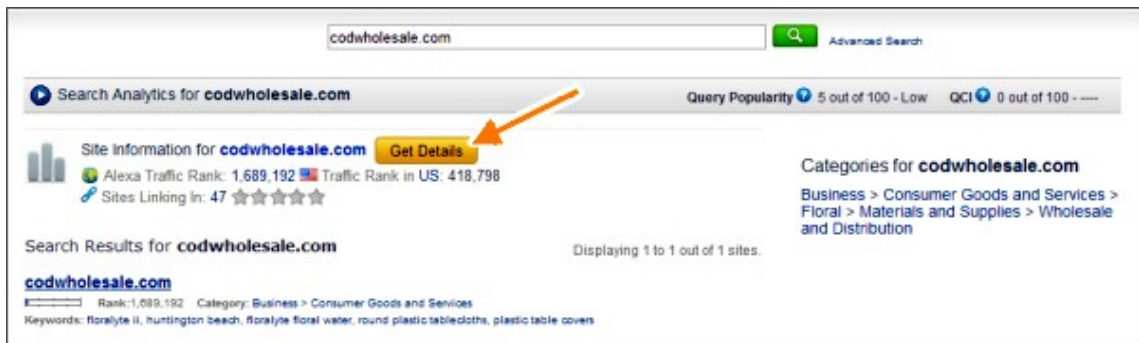 codwholesale.com
Advanced Search
Search Analytics for codwholesale.com
Query Popularity ? 5 out of 100 - Low QCI ? 0 out of 100 - ----
Site Information for codwholesale.com Get Details
Alexa Traffic Rank: 1,689,192 Traffic Rank in US: 418,798
Sites Linking In: 47
Categories for codwholesale.com
Business > Consumer Goods and Services >
Floral > Materials and Supplies > Wholesale
and Distribution
Search Results for codwholesale.com
Displaying 1 to 1 out of 1 sites.
codwholesale.com
Rank:1,689,192 Category: Business > Consumer Goods and Services
Keywords: floralyte ii, huntington beach, floralyte floral water, round plastic tablecloths, plastic table covers